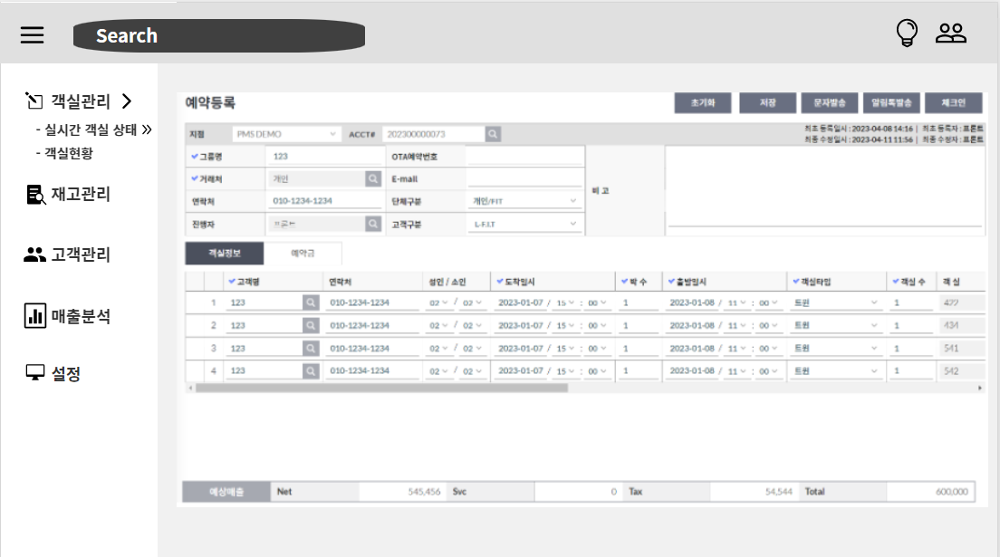 Search
객실관리
- 실시간 객실 상태
- 객실현황
재고관리
고객관리
매출분석
설정
예약등록
초기화 저장 문자발송 알림톡발송 체크인
지점 PMS DEMO ACCT# 202300000073
최초 등록일시 : 2023-04-08 14:16 | 최초 등록자 : 프론트
최종 수정일시 : 2023-04-11 11:56 | 최종 수정자 : 프론트
그룹명 123 OTA예약번호
거래처 개인 E-mail
비 고
연락처 010-1234-1234 단체구분 개인/FIT
진행자 프론트 고객구분 L-F.I.T
객실정보 예약금
고객명 연락처 성인 / 소인 도착일시 박 수 출발일시 객실타입 객실 수 객 실
1 123 010-1234-1234 02 / 02 2023-01-07 / 15 : 00 1 2023-01-08 / 11 : 00 트윈 1 422
2 123 010-1234-1234 02 / 02 2023-01-07 / 15 : 00 1 2023-01-08 / 11 : 00 트윈 1 434
3 123 010-1234-1234 02 / 02 2023-01-07 / 15 : 00 1 2023-01-08 / 11 : 00 트윈 1 541
4 123 010-1234-1234 02 / 02 2023-01-07 / 15 : 00 1 2023-01-08 / 11 : 00 트윈 1 542
예상매출 Net 545,456 Svc 0 Tax 54,544 Total 600,000